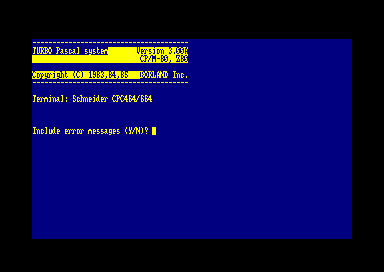 ----------------------------------------
TURBO Pascal system Version 3.00A
CP/M-80, Z80
Copyright (C) 1983,84,85 BORLAND Inc.
----------------------------------------
Terminal: Schneider CPC464/664
Include error messages (Y/N)?